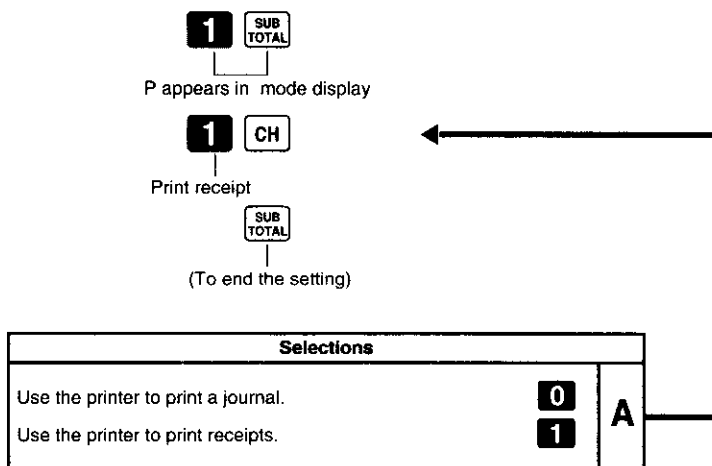 1 SUB TOTAL
P appears in mode display
1 CH
Print receipt
SUB TOTAL
(To end the setting)
Selections
Use the printer to print a journal. 0
Use the printer to print receipts. 1
A